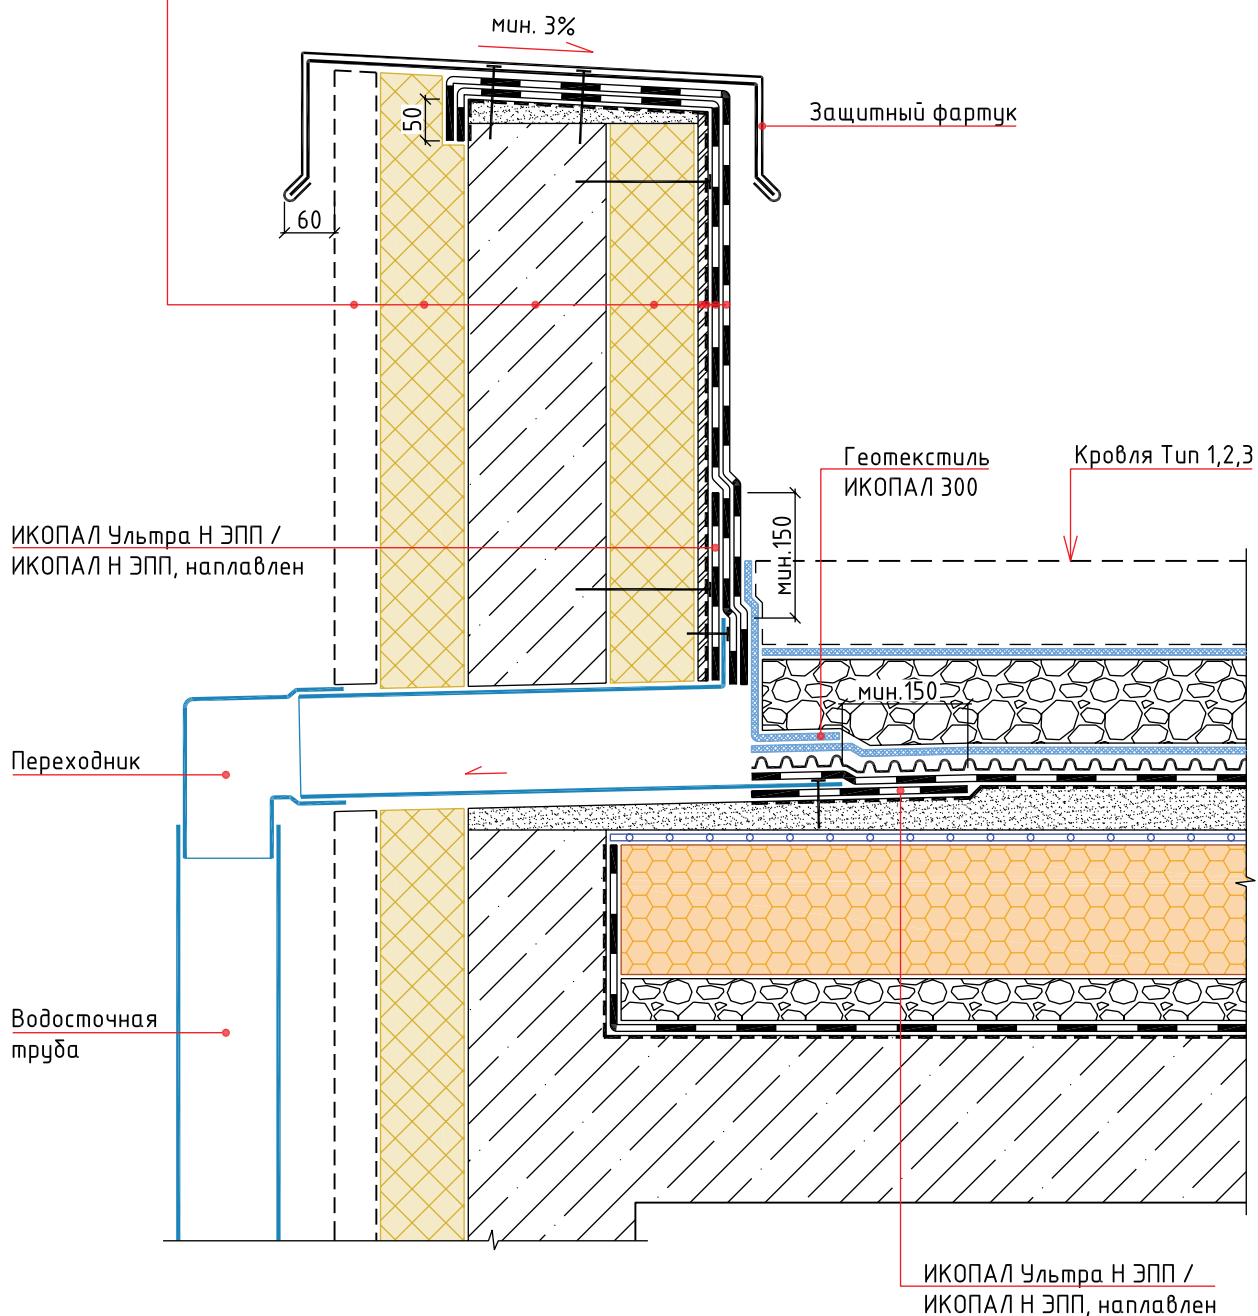 мин. 3%
Защитный фартук
50
60
Геотекстиль
ИКОПАЛ 300
Кровля Тип 1,2,3
ИКОПАЛ Ультра Н ЭПП /
ИКОПАЛ Н ЭПП, наплавлен
мин.150
мин.150
Переходник
Водосточная
труба
ИКОПАЛ Ультра Н ЭПП /
ИКОПАЛ Н ЭПП, наплавлен